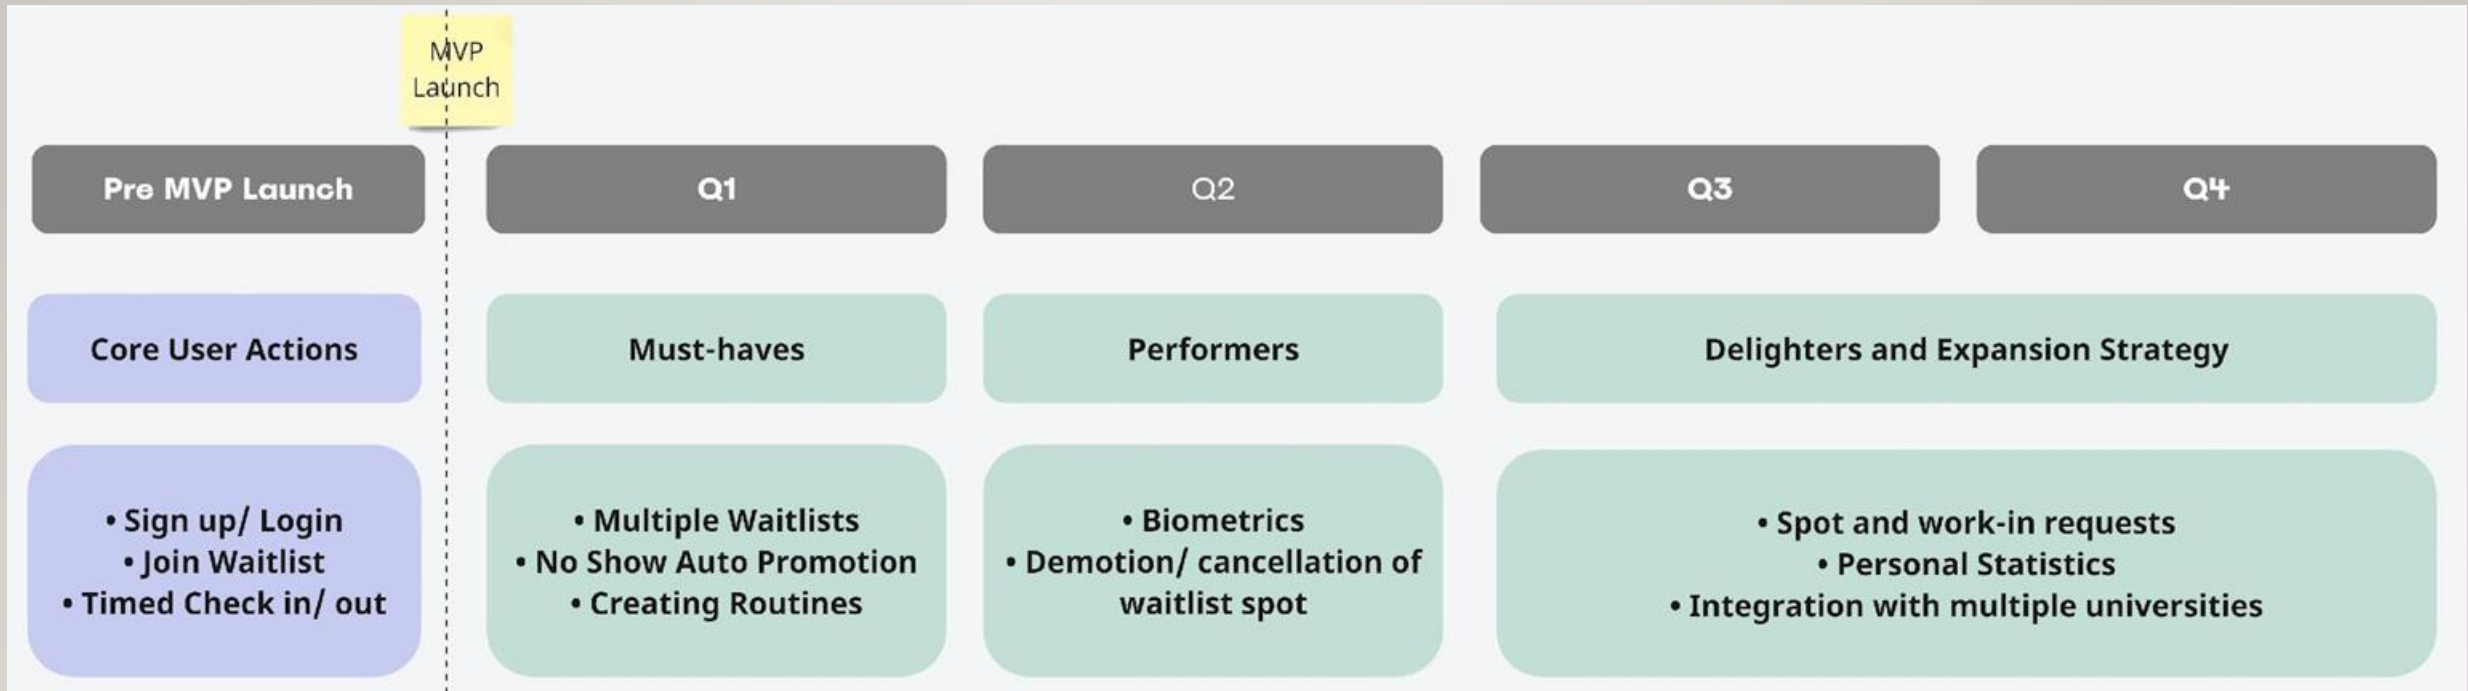 MVP
Launch
Pre MVP Launch
Q1
Q2
Q3
Q4
Core User Actions
Must-haves
Performers
Delighters and Expansion Strategy
• Sign up/ Login
• Join Waitlist
• Timed Check in/ out
• Multiple Waitlists
• No Show Auto Promotion
• Creating Routines
• Biometrics
• Demotion/ cancellation of
waitlist spot
• Spot and work-in requests
• Personal Statistics
• Integration with multiple universities